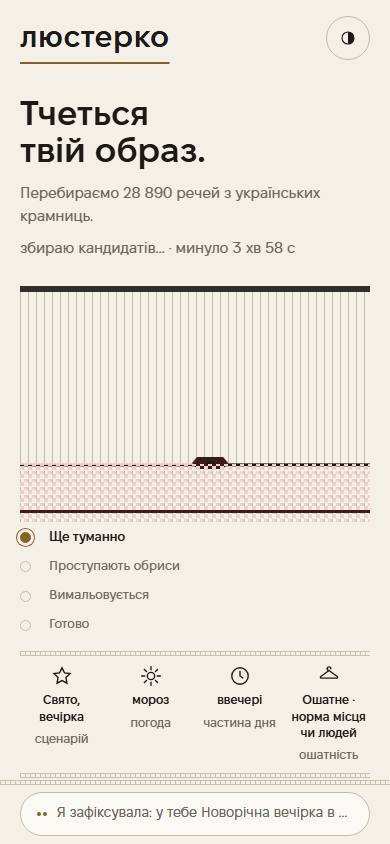 люстерко
Тчеться
твій образ.
Перебираємо 28 890 речей з українських
крамниць.
збираю кандидатів... · минуло 3 хв 58 с
Ще туманно
Проступають обриси
Вимальовується
Готово
Свято,
вечірка
сценарій
мороз
погода
ввечері
частина дня
Ошатне ·
норма місця
чи людей
ошатність
Я зафіксувала: у тебе Новорічна вечірка в ...